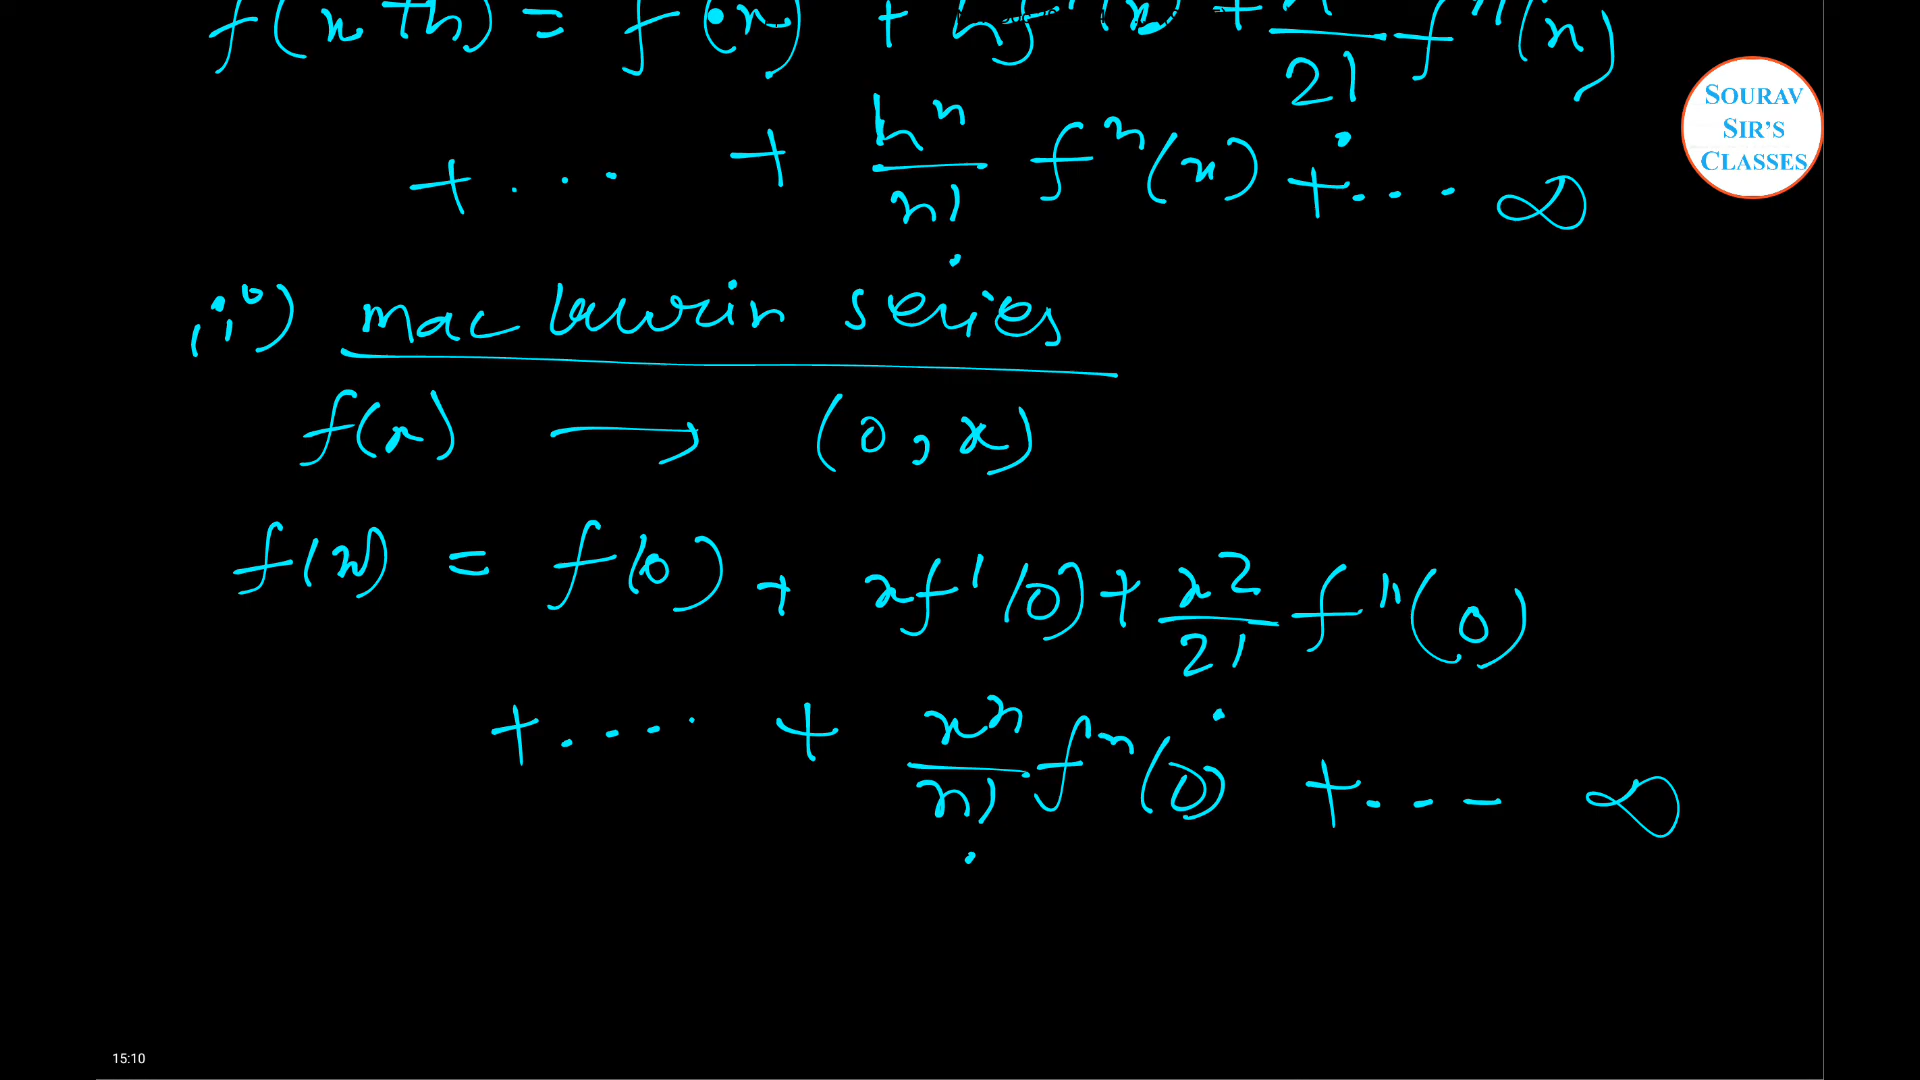 f(x+h) = f(x) + hf'(x) + h²/2! f''(x)
+ ... + hⁿ/n! fⁿ(x) + ... ∞
SOURAV
SIR'S
CLASSES
ii) maclaurin series
f(x) → (0, x)
f(x) = f(0) + xf'(0) + x²/2! f''(0)
+ .... + xⁿ/n! fⁿ(0) + ... ∞
15:10